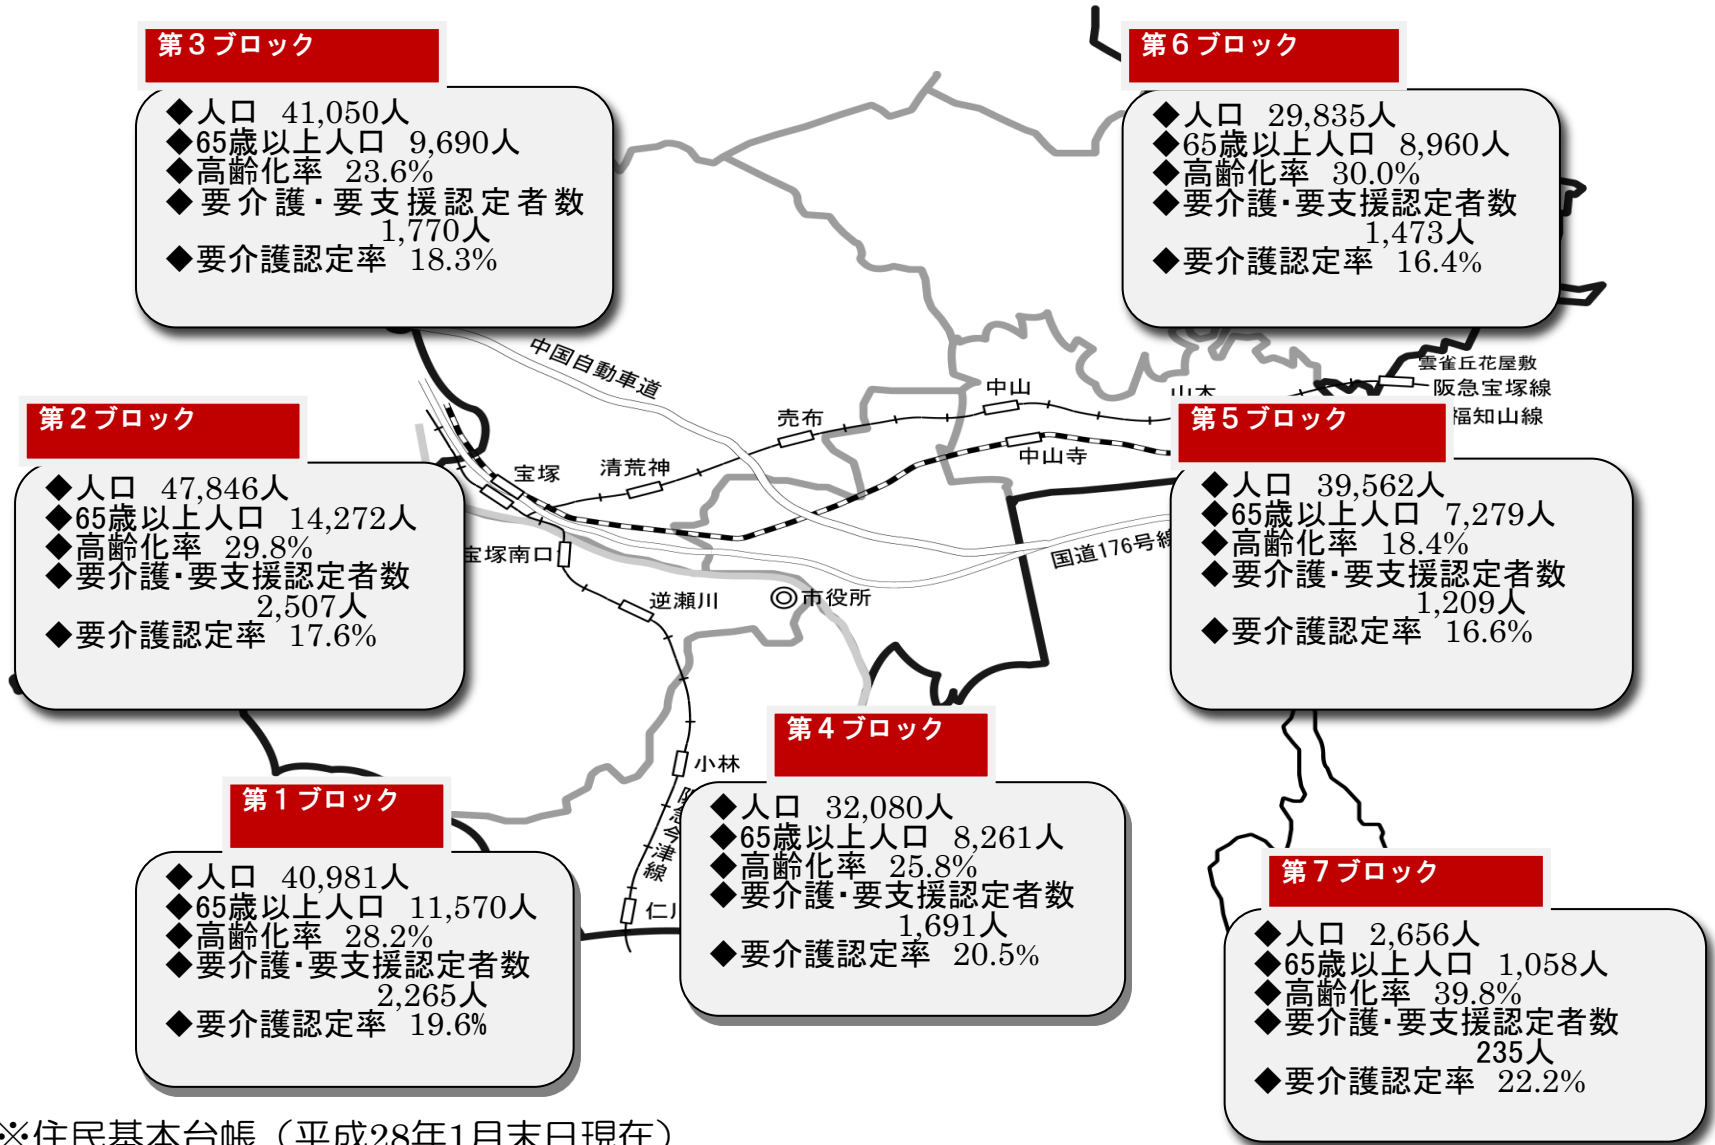 第３ブロック
◆人口 41,050人
◆65歳以上人口 9,690人
◆高齢化率 23.6%
◆要介護・要支援認定者数
1,770人
◆要介護認定率 18.3%
第６ブロック
◆人口 29,835人
◆65歳以上人口 8,960人
◆高齢化率 30.0%
◆要介護・要支援認定者数
1,473人
◆要介護認定率 16.4%
中国自動車道
雲雀丘花屋敷
阪急宝塚線
福知山線
中山
山本
売布
中山寺
清荒神
宝塚
宝塚南口
国道176号線
逆瀬川
市役所
第２ブロック
◆人口 47,846人
◆65歳以上人口 14,272人
◆高齢化率 29.8%
◆要介護・要支援認定者数
2,507人
◆要介護認定率 17.6%
第５ブロック
◆人口 39,562人
◆65歳以上人口 7,279人
◆高齢化率 18.4%
◆要介護・要支援認定者数
1,209人
◆要介護認定率 16.6%
小林
阪急今津線
仁川
第４ブロック
◆人口 32,080人
◆65歳以上人口 8,261人
◆高齢化率 25.8%
◆要介護・要支援認定者数
1,691人
◆要介護認定率 20.5%
第１ブロック
◆人口 40,981人
◆65歳以上人口 11,570人
◆高齢化率 28.2%
◆要介護・要支援認定者数
2,265人
◆要介護認定率 19.6%
第７ブロック
◆人口 2,656人
◆65歳以上人口 1,058人
◆高齢化率 39.8%
◆要介護・要支援認定者数
235人
◆要介護認定率 22.2%
※住民基本台帳（平成28年1月末日現在）